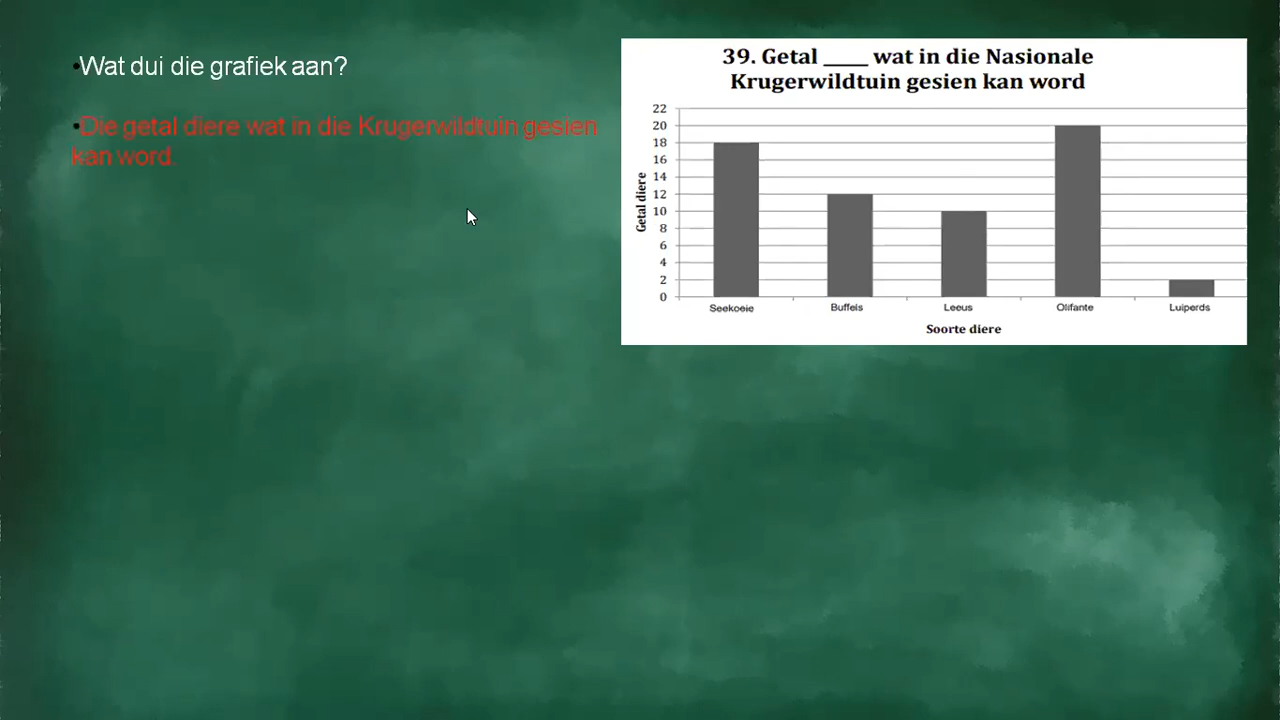 •Wat dui die grafiek aan?
•Die getal diere wat in die Krugerwildtuin gesien
kan word.
39. Getal _____ wat in die Nasionale
Krugerwildtuin gesien kan word
Getal diere
22
20
18
16
14
12
10
8
6
4
2
0
Seekoeie Buffels Leeus Olifante Luiperds
Soorte diere